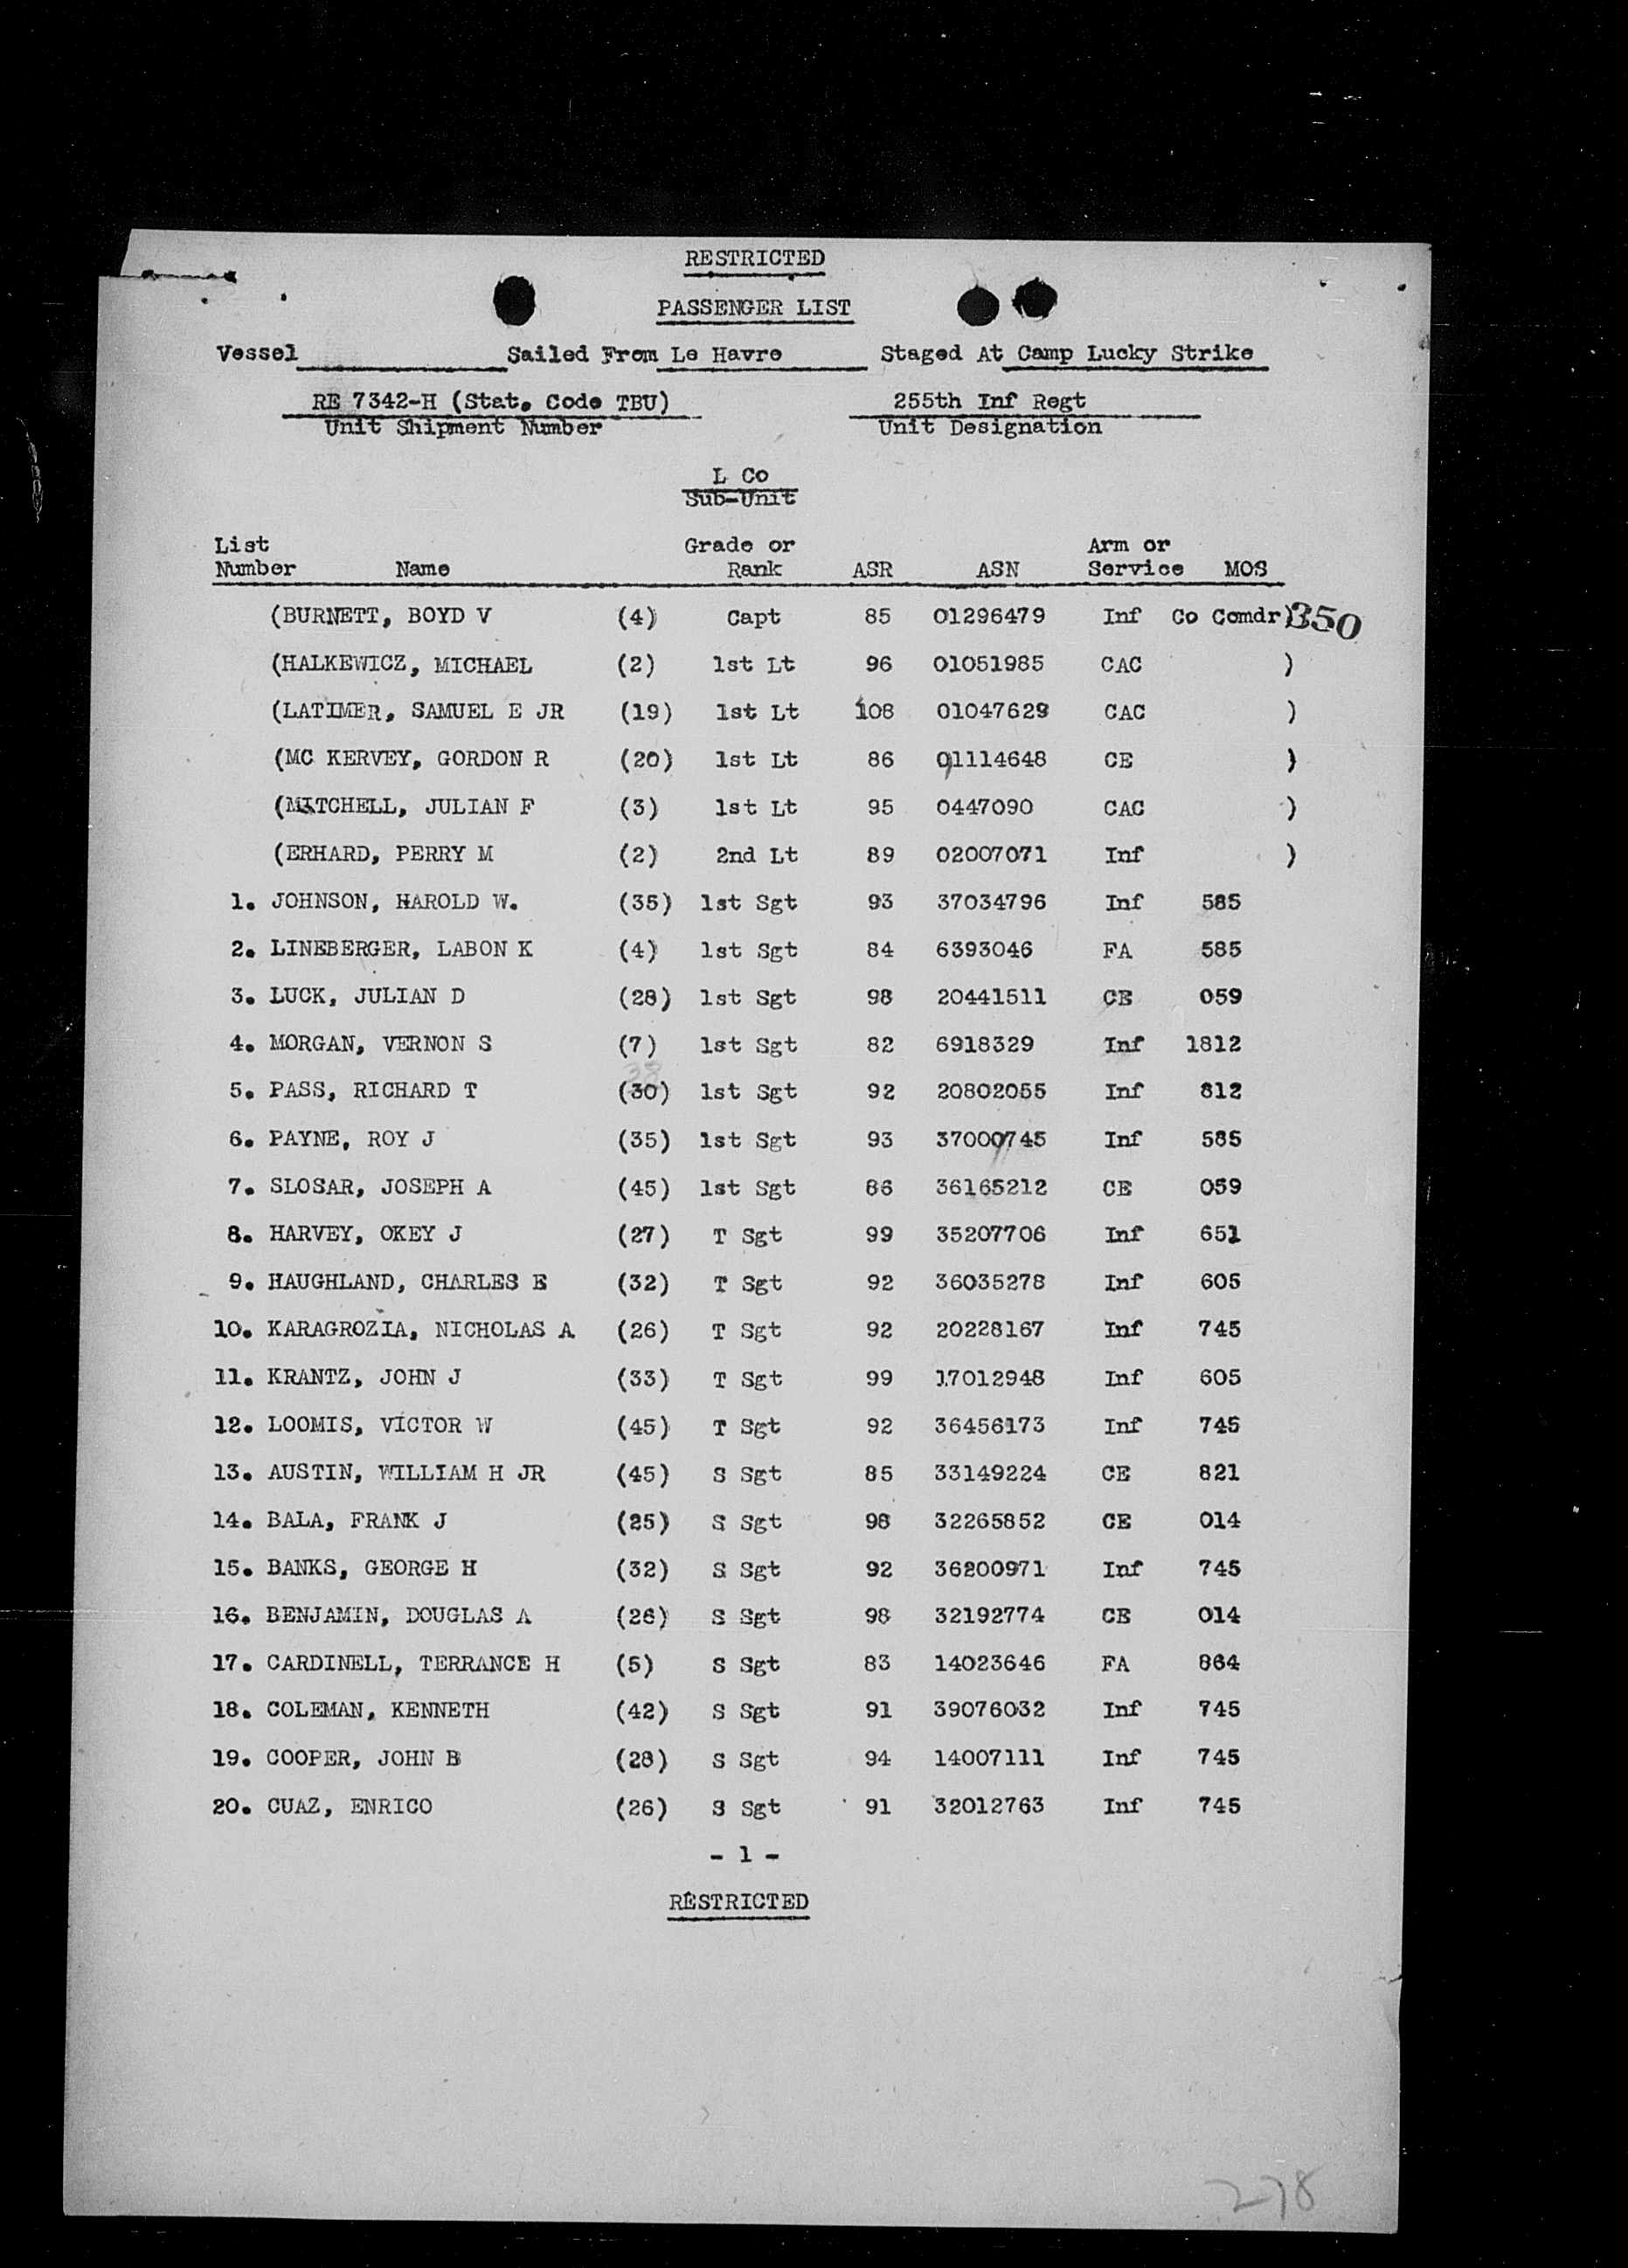 RESTRICTED
PASSENGER LIST
Vessel Sailed From Le Havre Staged At Camp Lucky Strike
RE 7342-H (Stat. Code TBU) 255th Inf Regt
Unit Shipment Number Unit Designation
L Co
Sub-Unit
List Grade or Arm or
Number Name Rank ASR ASN Service MOS
(BURNETT, BOYD V (4) Capt 85 01296479 Inf Co Comdr) 350
(HALKEWICZ, MICHAEL (2) 1st Lt 96 01051985 CAC )
(LATIMER, SAMUEL E JR (19) 1st Lt 108 01047629 CAC )
(MC KERVEY, GORDON R (20) 1st Lt 86 01114648 CE )
(MITCHELL, JULIAN F (3) 1st Lt 95 0447090 CAC )
(ERHARD, PERRY M (2) 2nd Lt 89 02007071 Inf )
1. JOHNSON, HAROLD W. (35) 1st Sgt 93 37034796 Inf 585
2. LINEBERGER, LABON K (4) 1st Sgt 84 6393046 FA 585
3. LUCK, JULIAN D (28) 1st Sgt 98 20441511 CE 059
4. MORGAN, VERNON S (7) 1st Sgt 82 6918329 Inf 1812
38
5. PASS, RICHARD T (30) 1st Sgt 92 20802055 Inf 812
6. PAYNE, ROY J (35) 1st Sgt 93 37000745 Inf 585
7. SLOSAR, JOSEPH A (45) 1st Sgt 86 36165212 CE 059
8. HARVEY, OKEY J (27) T Sgt 99 35207706 Inf 651
9. HAUGHLAND, CHARLES E (32) T Sgt 92 36035278 Inf 605
10. KARAGROZIA, NICHOLAS A (26) T Sgt 92 20228167 Inf 745
11. KRANTZ, JOHN J (33) T Sgt 99 17012948 Inf 605
12. LOOMIS, VICTOR W (45) T Sgt 92 36456173 Inf 745
13. AUSTIN, WILLIAM H JR (45) S Sgt 85 33149224 CE 821
14. BALA, FRANK J (25) S Sgt 98 32265852 CE 014
15. BANKS, GEORGE H (32) S Sgt 92 36200971 Inf 745
16. BENJAMIN, DOUGLAS A (26) S Sgt 98 32192774 CE 014
17. CARDINELL, TERRANCE H (5) S Sgt 83 14023646 FA 864
18. COLEMAN, KENNETH (42) S Sgt 91 39076032 Inf 745
19. COOPER, JOHN B (28) S Sgt 94 14007111 Inf 745
20. CUAZ, ENRICO (26) S Sgt 91 32012763 Inf 745
- 1 -
RESTRICTED
278